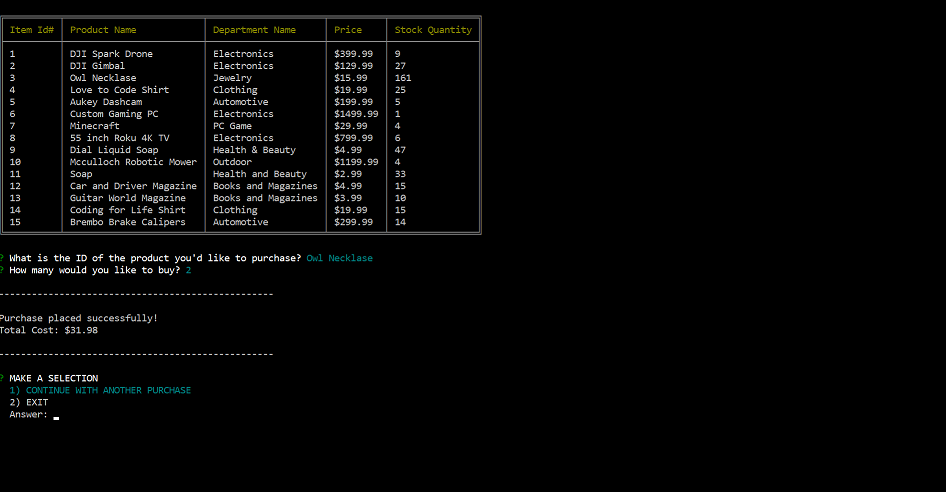 Item Id# Product Name Department Name Price Stock Quantity
1 DJI Spark Drone Electronics $399.99 9
2 DJI Gimbal Electronics $129.99 27
3 Owl Necklase Jewelry $15.99 161
4 Love to Code Shirt Clothing $19.99 25
5 Aukey Dashcam Automotive $199.99 5
6 Custom Gaming PC Electronics $1499.99 1
7 Minecraft PC Game $29.99 4
8 55 inch Roku 4K TV Electronics $799.99 6
9 Dial Liquid Soap Health & Beauty $4.99 47
10 Mcculloch Robotic Mower Outdoor $1199.99 4
11 Soap Health and Beauty $2.99 33
12 Car and Driver Magazine Books and Magazines $4.99 15
13 Guitar World Magazine Books and Magazines $3.99 10
14 Coding for Life Shirt Clothing $19.99 15
15 Brembo Brake Calipers Automotive $299.99 14
? What is the ID of the product you'd like to purchase? Owl Necklase
? How many would you like to buy? 2
--------------------------------------------------
Purchase placed successfully!
Total Cost: $31.98
--------------------------------------------------
? MAKE A SELECTION
1) CONTINUE WITH ANOTHER PURCHASE
2) EXIT
Answer: